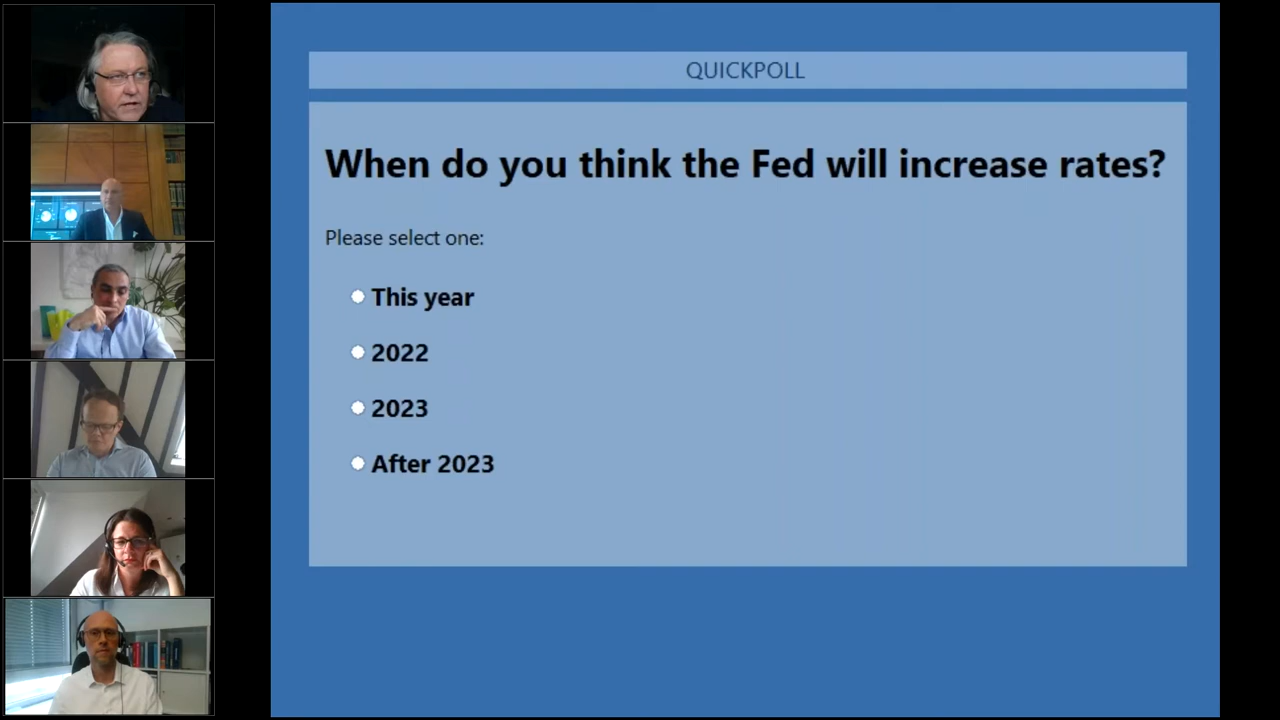 QUICKPOLL
When do you think the Fed will increase rates?
Please select one:
This year
2022
2023
After 2023